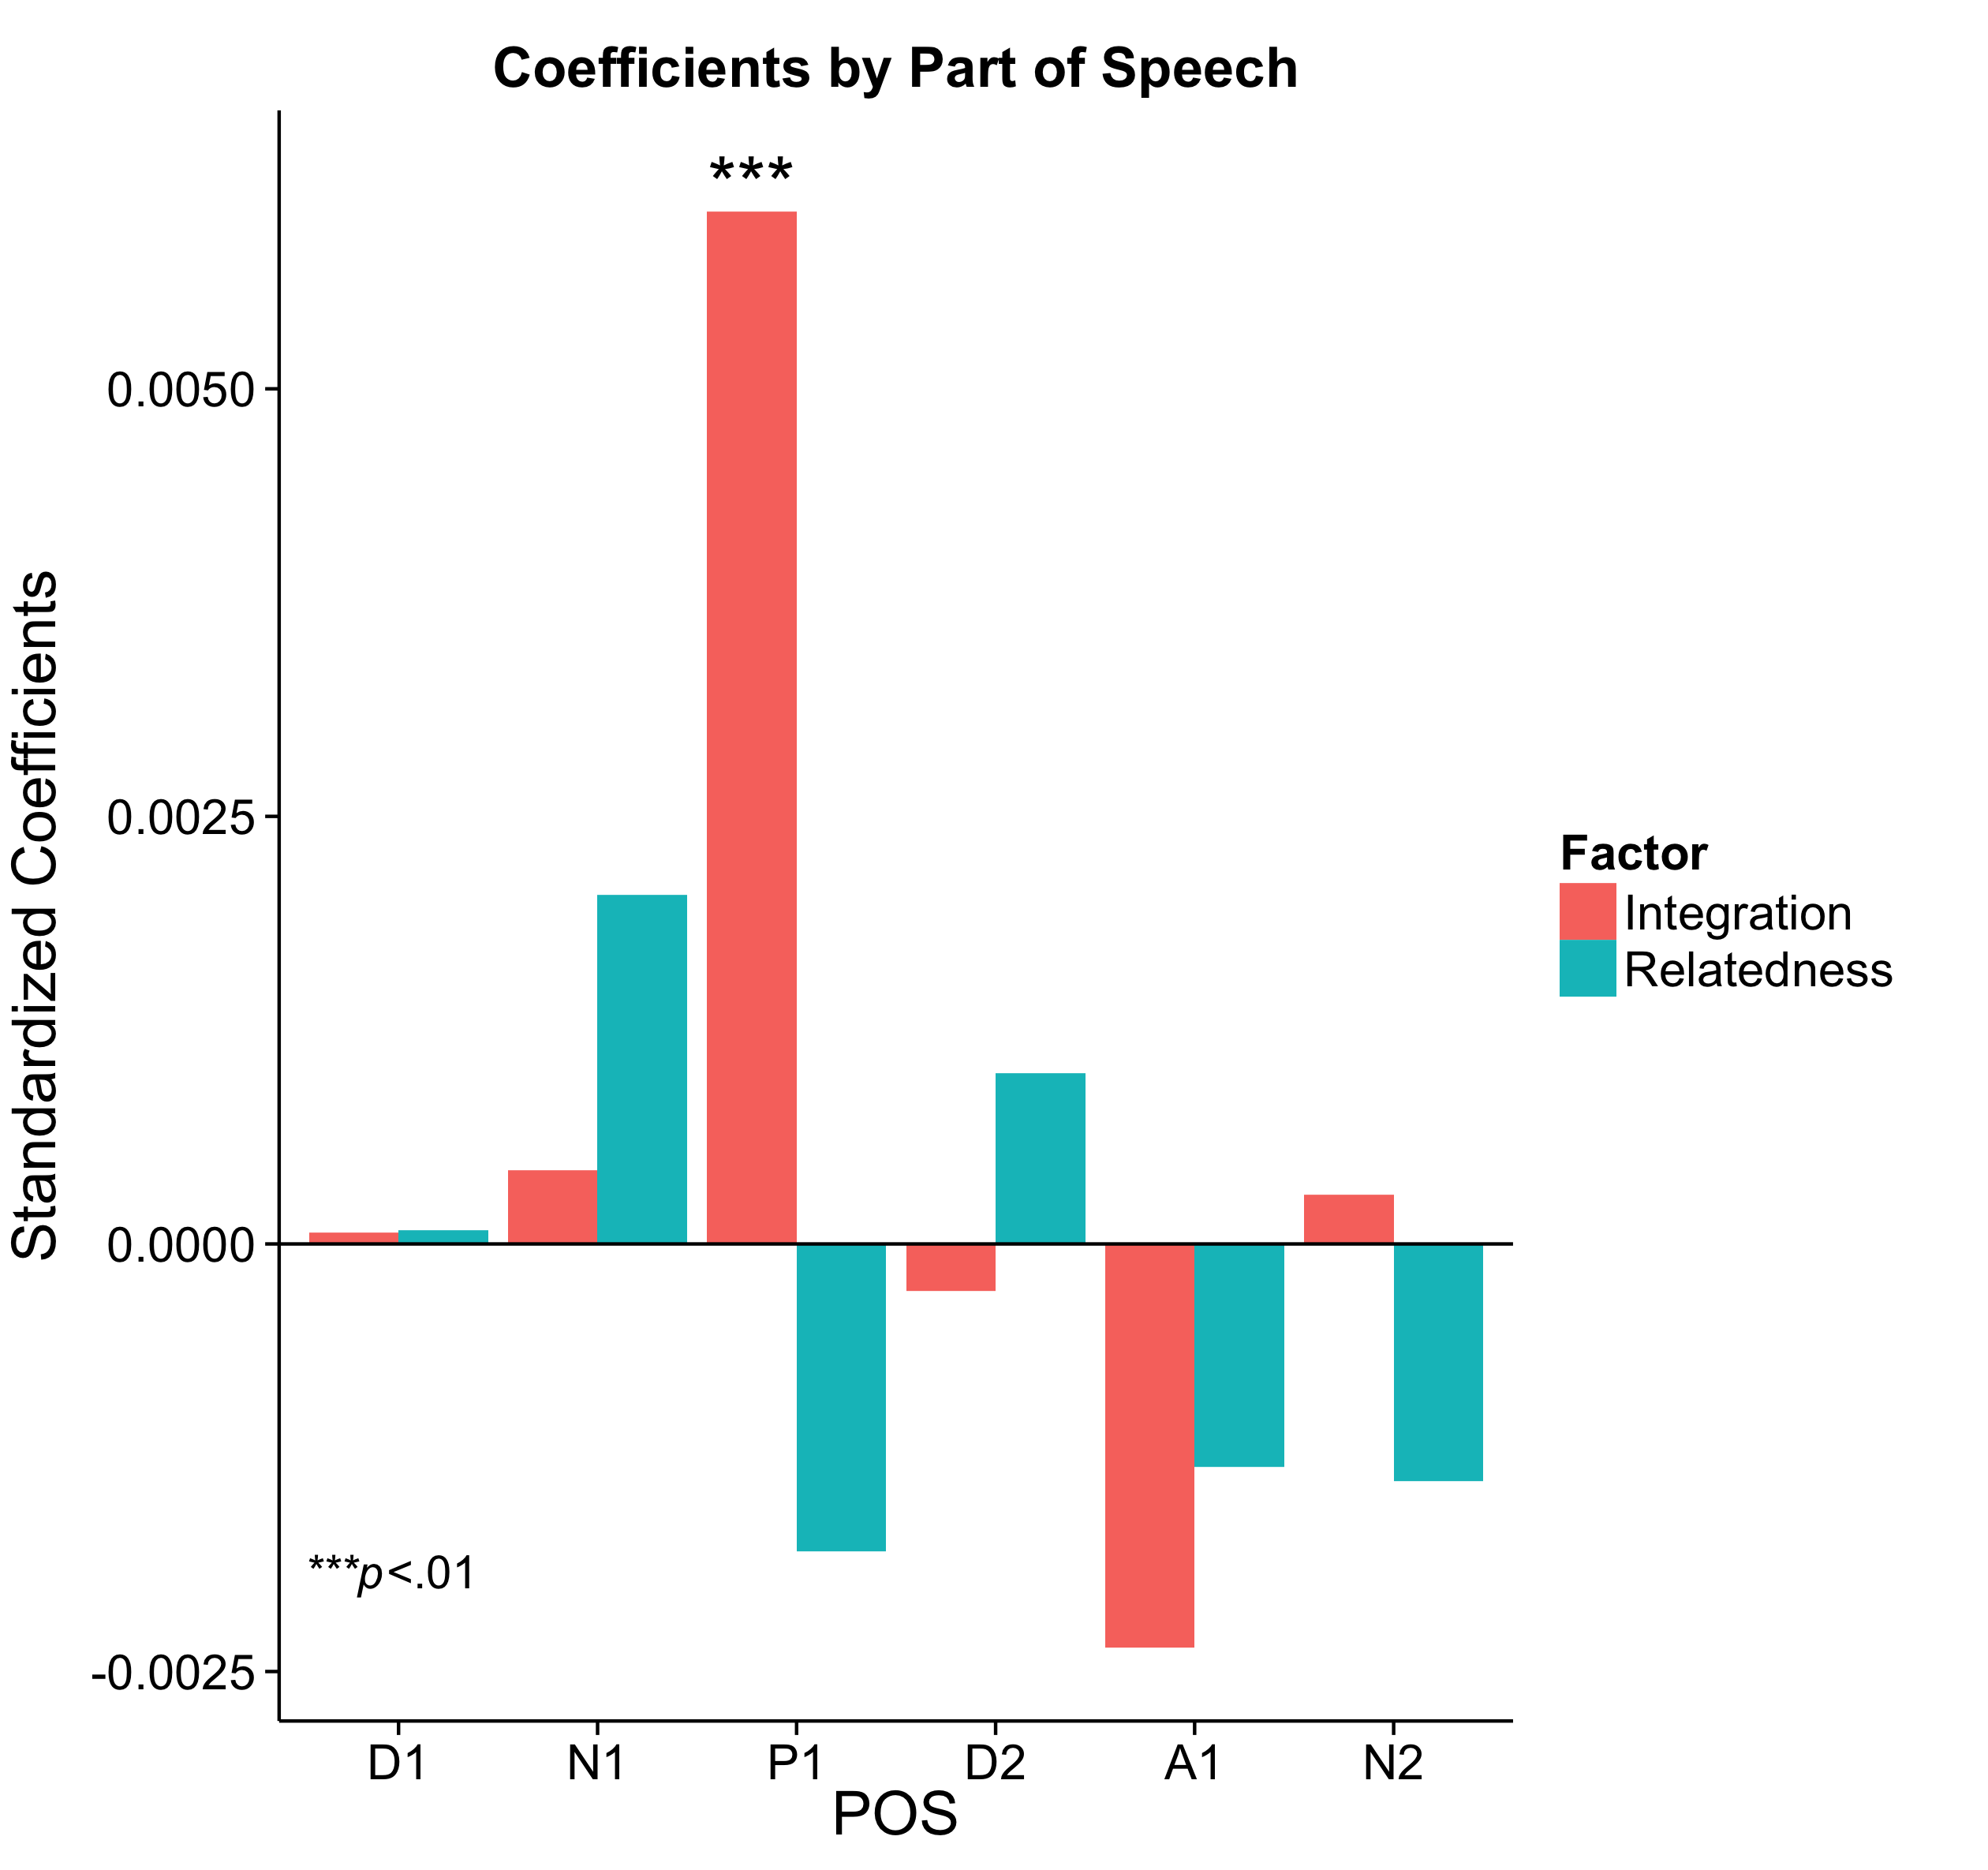 Coefficients by Part of Speech
***
0.0050
0.0025
0.0000
-0.0025
Standardized Coefficients
***p<.01
D1 N1 P1 D2 A1 N2
POS
Factor
Integration
Relatedness